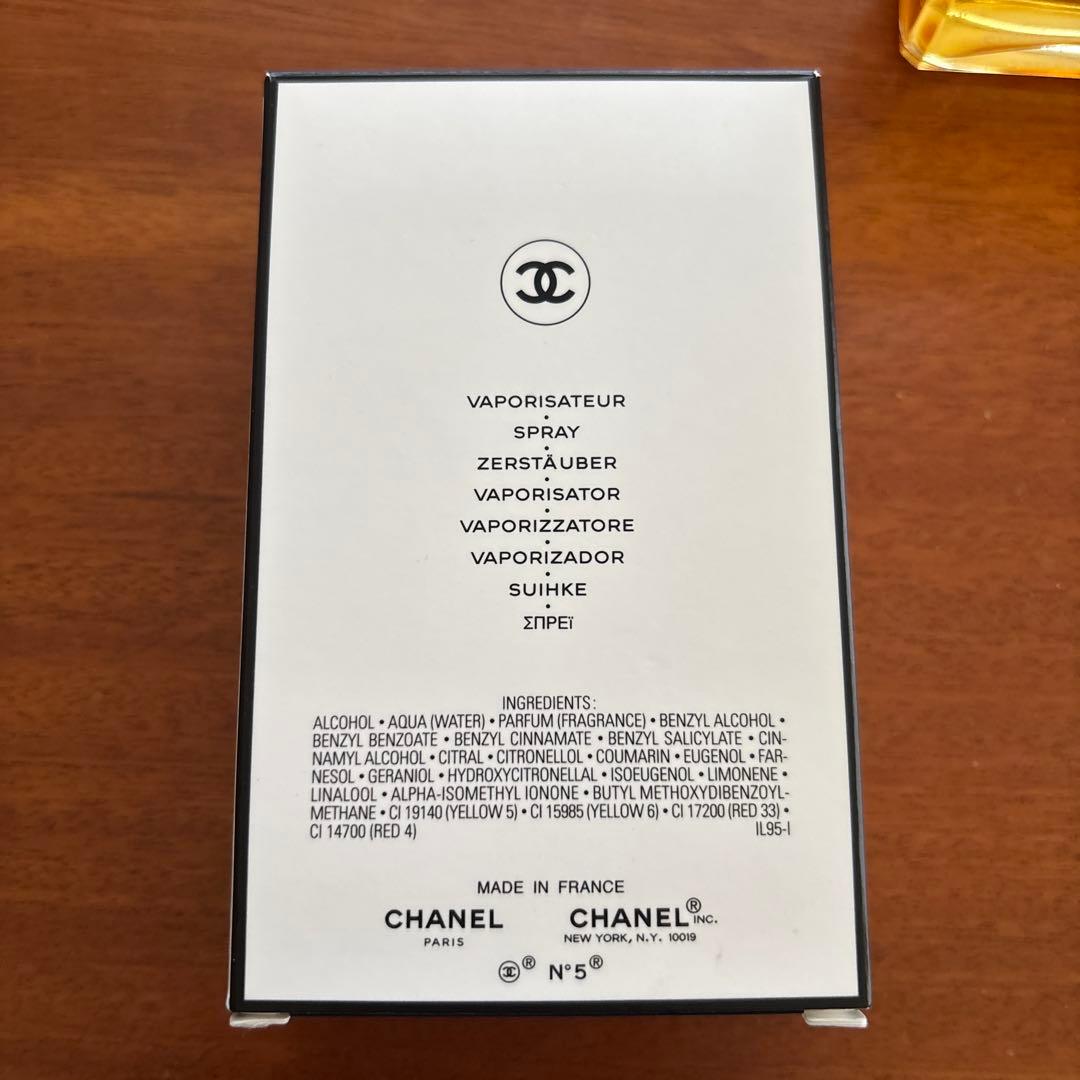 VAPORISATEUR
•
SPRAY
•
ZERSTÄUBER
•
VAPORISATOR
•
VAPORIZZATORE
•
VAPORIZADOR
•
SUIHKE
•
ΣΠΡΕϊ
INGREDIENTS:
ALCOHOL • AQUA (WATER) • PARFUM (FRAGRANCE) • BENZYL ALCOHOL •
BENZYL BENZOATE • BENZYL CINNAMATE • BENZYL SALICYLATE • CIN-
NAMYL ALCOHOL • CITRAL • CITRONELLOL • COUMARIN • EUGENOL • FAR-
NESOL • GERANIOL • HYDROXYCITRONELLAL • ISOEUGENOL • LIMONENE •
LINALOOL • ALPHA-ISOMETHYL IONONE • BUTYL METHOXYDIBENZOYL-
METHANE • CI 19140 (YELLOW 5) • CI 15985 (YELLOW 6) • CI 17200 (RED 33) •
CI 14700 (RED 4) IL95-I
MADE IN FRANCE
CHANEL CHANEL® INC.
PARIS NEW YORK, N.Y. 10019
® N°5®